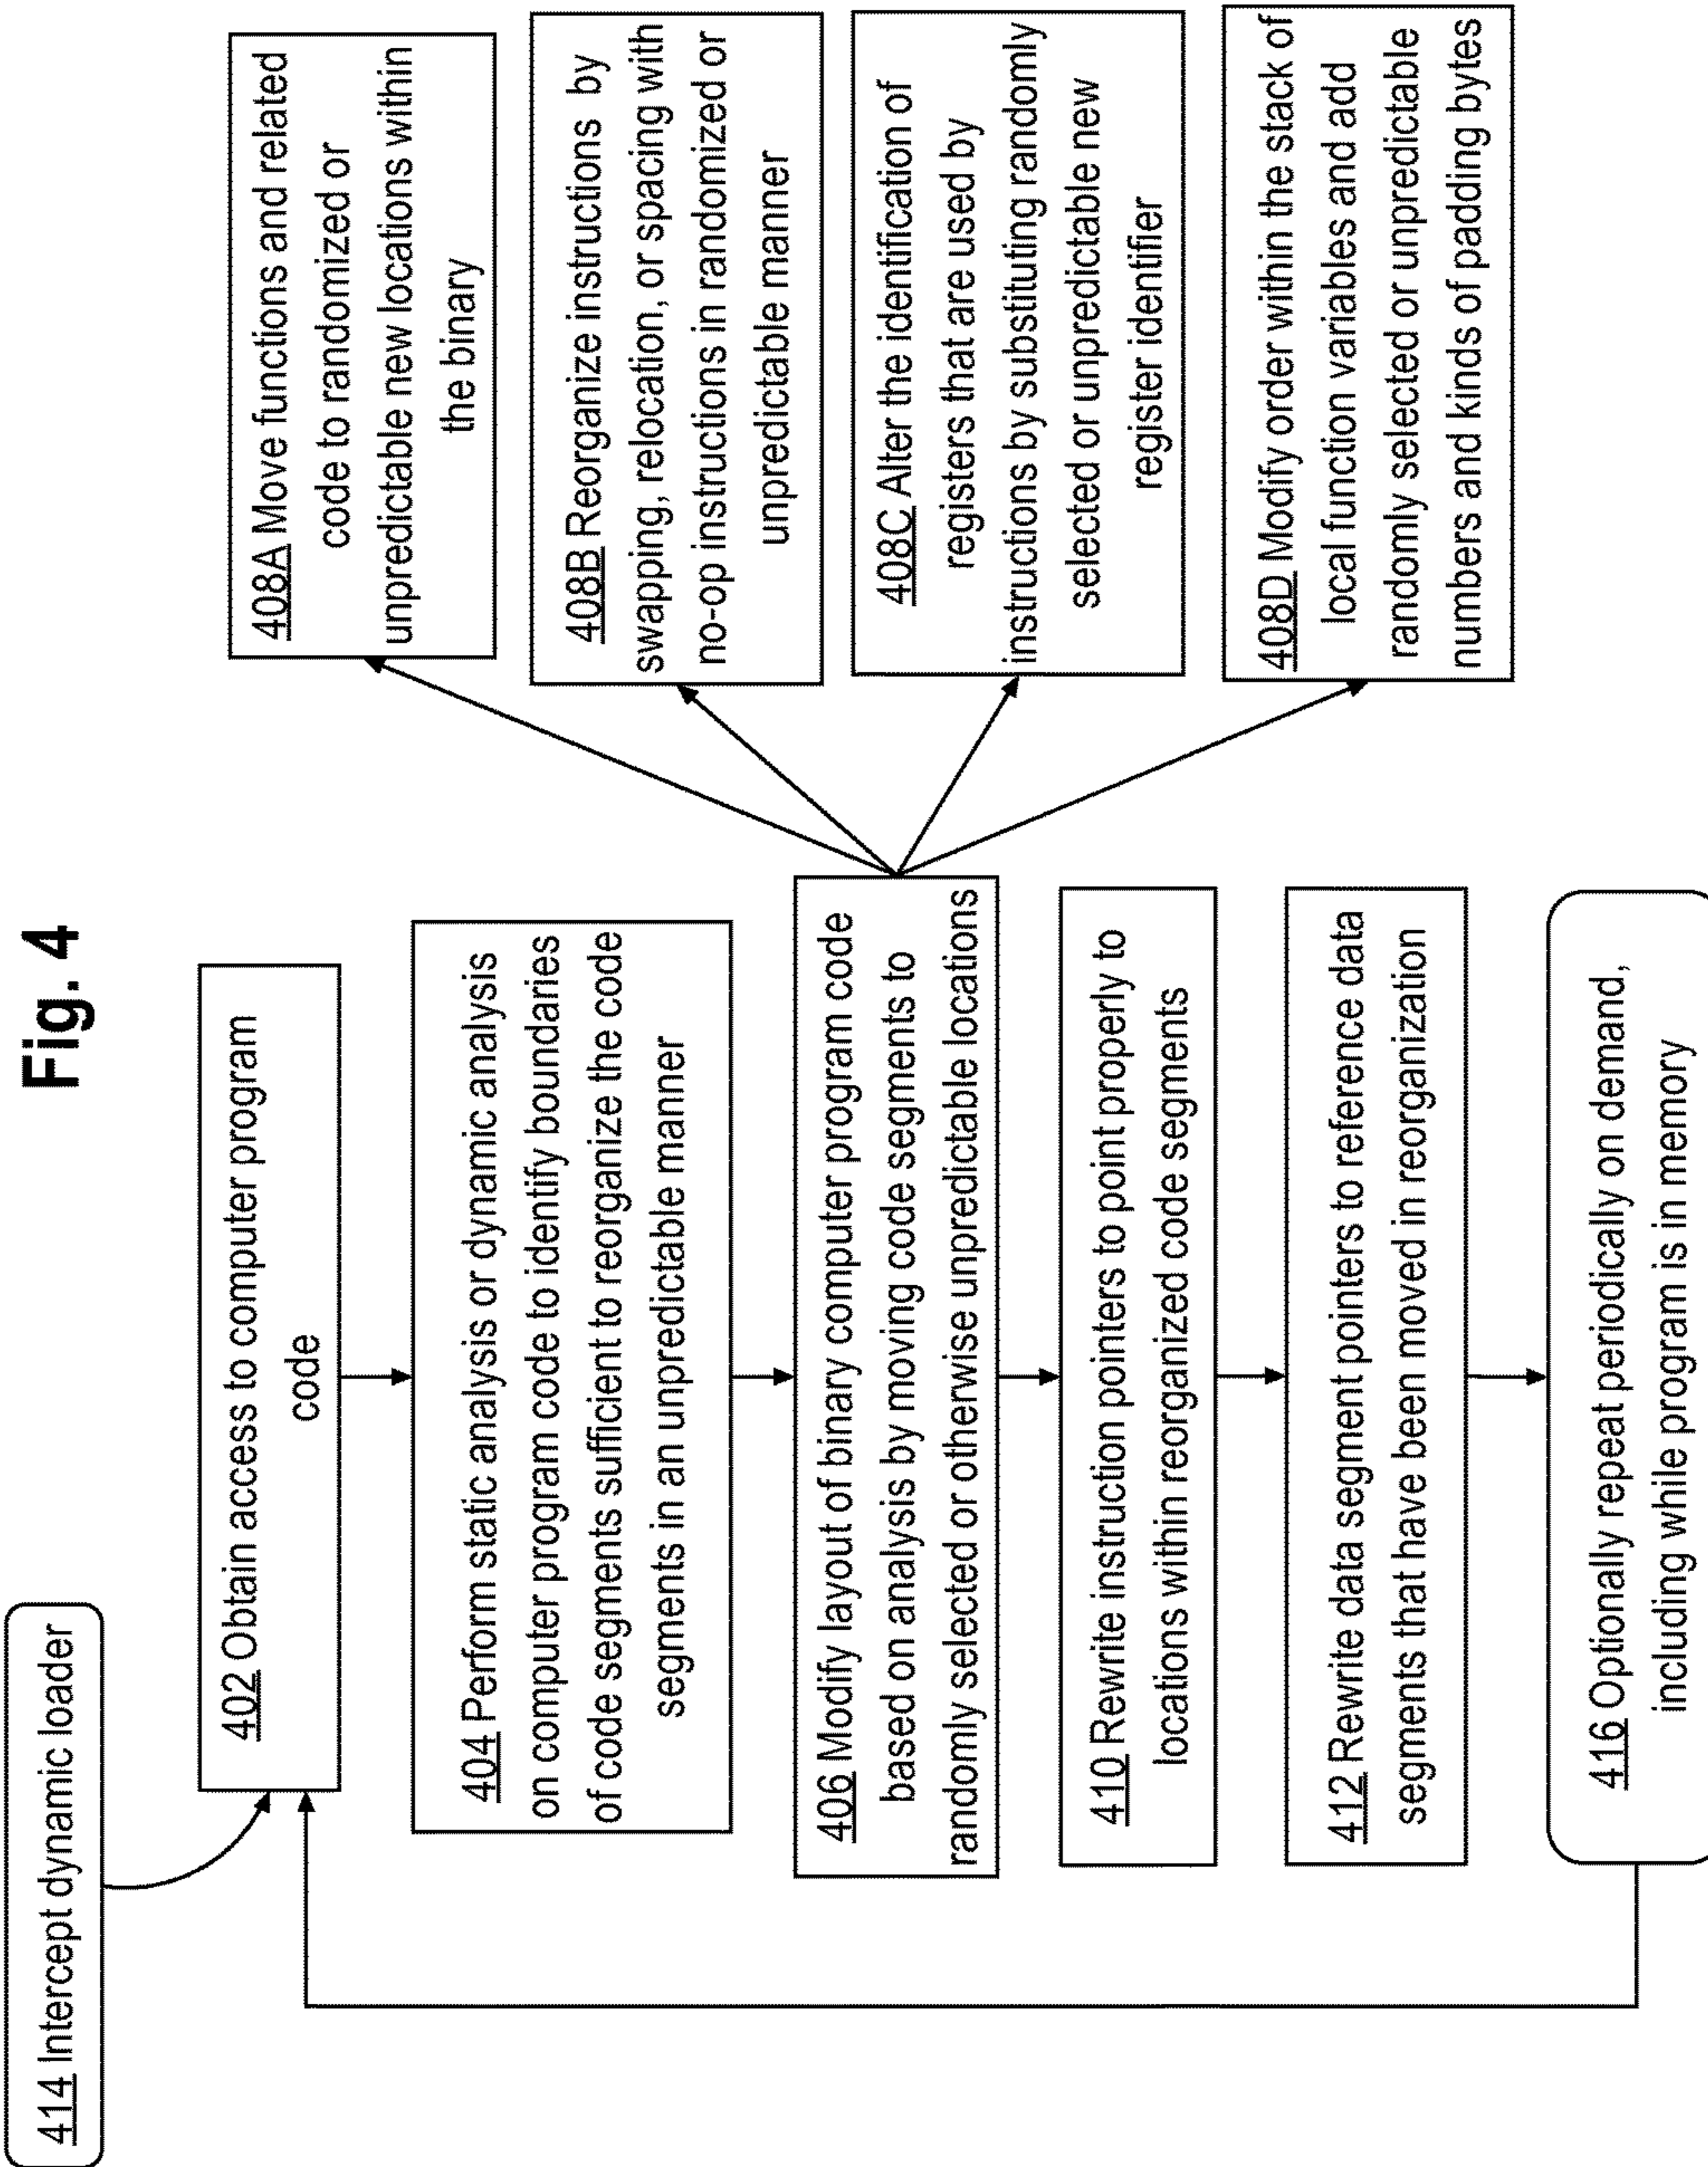 Fig. 4
414 Intercept dynamic loader
402 Obtain access to computer program
code
404 Perform static analysis or dynamic analysis
on computer program code to identify boundaries
of code segments sufficient to reorganize the code
segments in an unpredictable manner
406 Modify layout of binary computer program code
based on analysis by moving code segments to
randomly selected or otherwise unpredictable locations
408A Move functions and related
code to randomized or
unpredictable new locations within
the binary
408B Reorganize instructions by
swapping, relocation, or spacing with
no-op instructions in randomized or
unpredictable manner
408C Alter the identification of
registers that are used by
instructions by substituting randomly
selected or unpredictable new
register identifier
408D Modify order within the stack of
local function variables and add
randomly selected or unpredictable
numbers and kinds of padding bytes
410 Rewrite instruction pointers to point properly to
locations within reorganized code segments
412 Rewrite data segment pointers to reference data
segments that have been moved in reorganization
416 Optionally repeat periodically on demand,
including while program is in memory